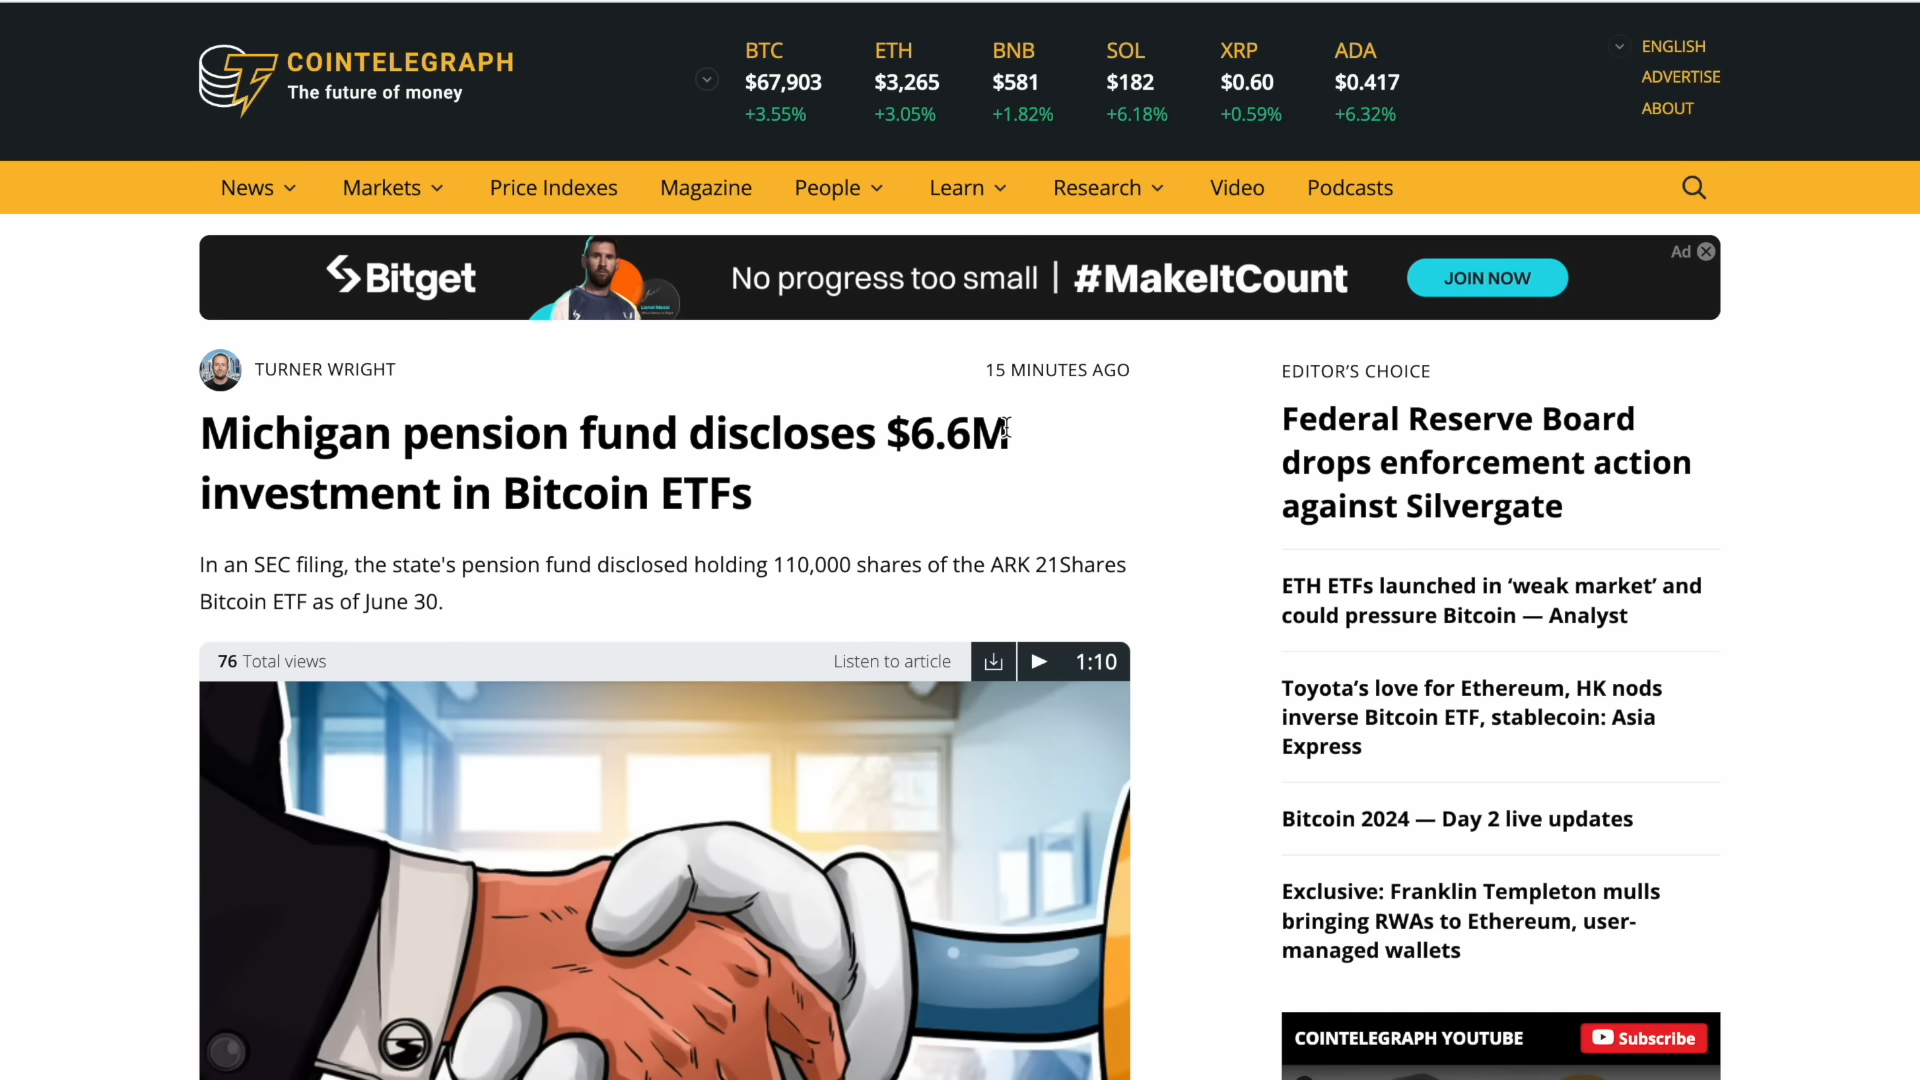 COINTELEGRAPH
The future of money
BTC
$67,903
+3.55%
ETH
$3,265
+3.05%
BNB
$581
+1.82%
SOL
$182
+6.18%
XRP
$0.60
+0.59%
ADA
$0.417
+6.32%
ENGLISH
ADVERTISE
ABOUT
News
Markets
Price Indexes
Magazine
People
Learn
Research
Video
Podcasts
Bitget
No progress too small | #MakeItCount
JOIN NOW
Ad
TURNER WRIGHT
15 MINUTES AGO
Michigan pension fund discloses $6.6M
investment in Bitcoin ETFs
In an SEC filing, the state's pension fund disclosed holding 110,000 shares of the ARK 21Shares
Bitcoin ETF as of June 30.
76 Total views
Listen to article
1:10
EDITOR’S CHOICE
Federal Reserve Board
drops enforcement action
against Silvergate
ETH ETFs launched in ‘weak market’ and
could pressure Bitcoin — Analyst
Toyota’s love for Ethereum, HK nods
inverse Bitcoin ETF, stablecoin: Asia
Express
Bitcoin 2024 — Day 2 live updates
Exclusive: Franklin Templeton mulls
bringing RWAs to Ethereum, user-
managed wallets
COINTELEGRAPH YOUTUBE
Subscribe